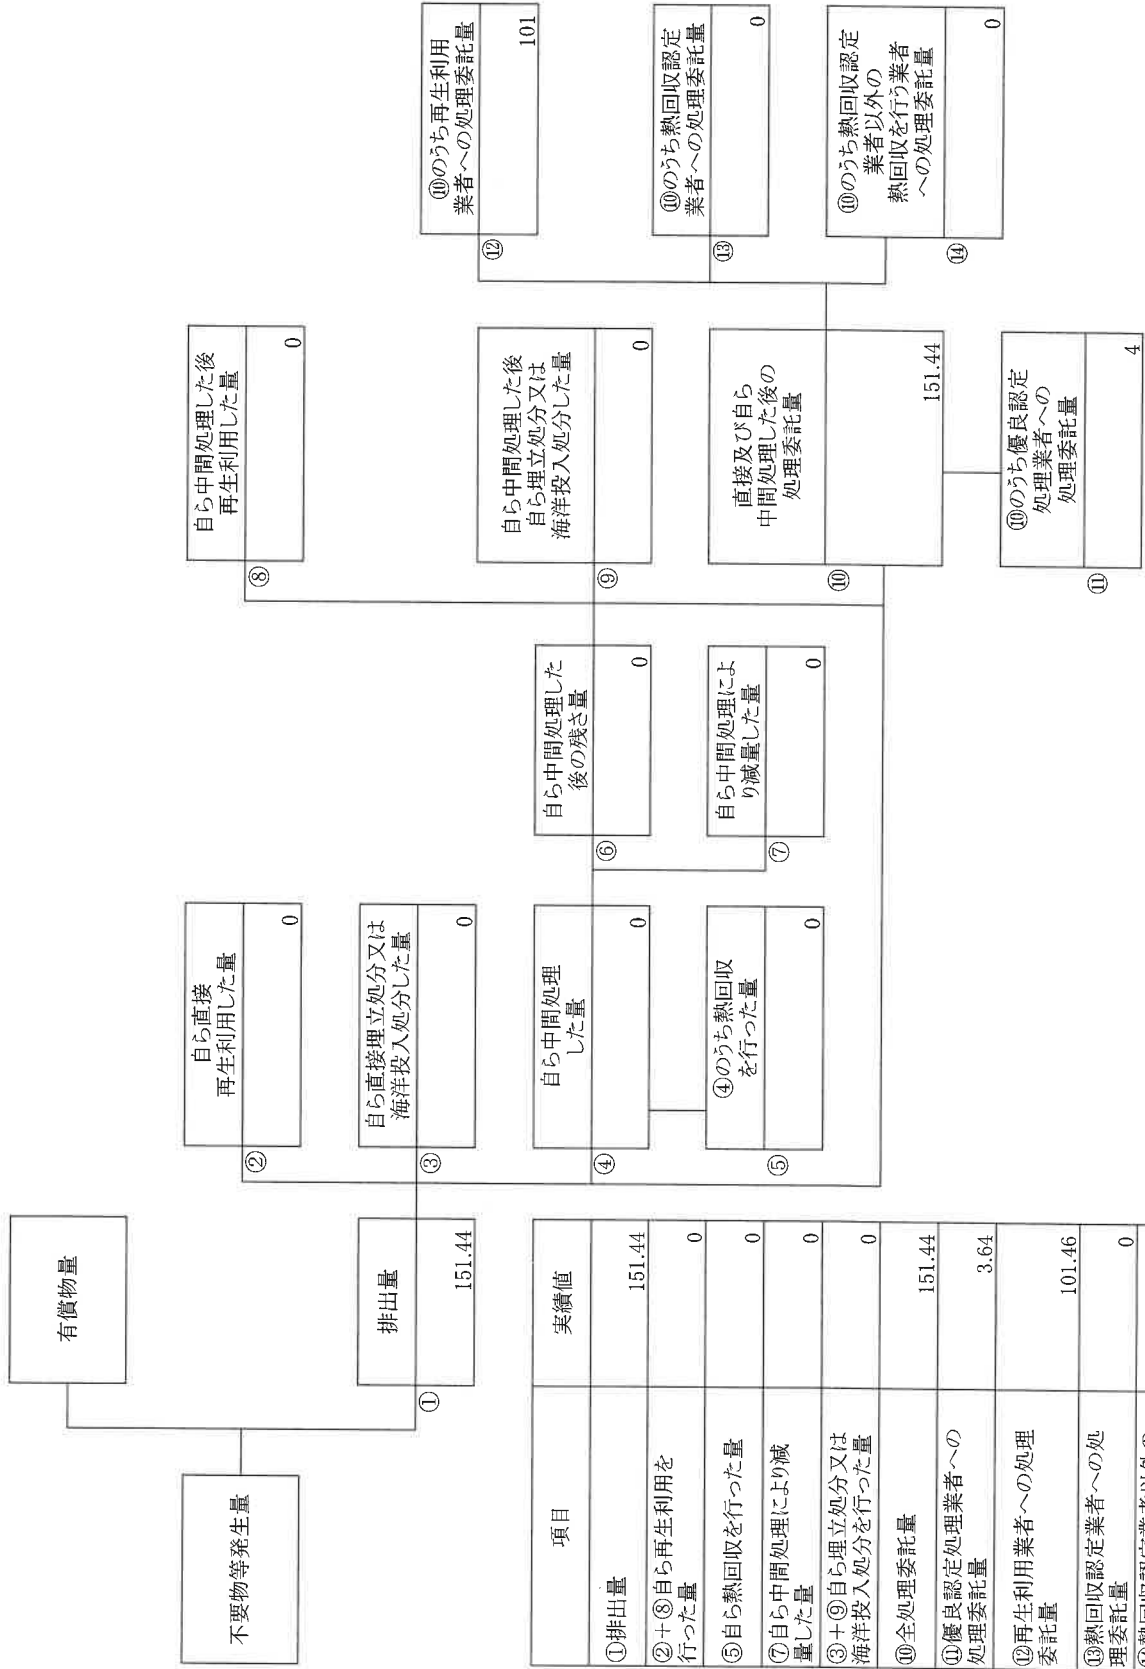 不要物等発生量
有償物量
排出量
①
151.44
自ら直接
再生利用した量
②
0
自ら直接埋立処分又は
海洋投入処分した量
③
0
自ら中間処理
した量
④
0
④のうち熱回収
を行った量
⑤
0
自ら中間処理した
後の残さ量
⑥
0
自ら中間処理によ
り減量した量
⑦
0
自ら中間処理した後
再生利用した量
⑧
0
自ら中間処理した後
自ら埋立処分又は
海洋投入処分した量
⑨
0
直接及び自ら
中間処理した後の
処理委託量
⑩
151.44
⑩のうち優良認定
処理業者への
処理委託量
⑪
4
⑩のうち再生利用
業者への処理委託量
⑫
101
⑩のうち熱回収認定
業者への処理委託量
⑬
0
⑩のうち熱回収認定
業者以外の
熱回収を行う業者
への処理委託量
⑭
0
項目 実績値
①排出量 151.44
②+⑧自ら再生利用を
行った量 0
⑤自ら熱回収を行った量 0
⑦自ら中間処理により減
量した量 0
③+⑨自ら埋立処分又は
海洋投入処分を行った量 0
⑩全処理委託量 151.44
⑪優良認定処理業者への
処理委託量 3.64
⑫再生利用業者への処理
委託量 101.46
⑬熱回収認定業者への処
理委託量 0